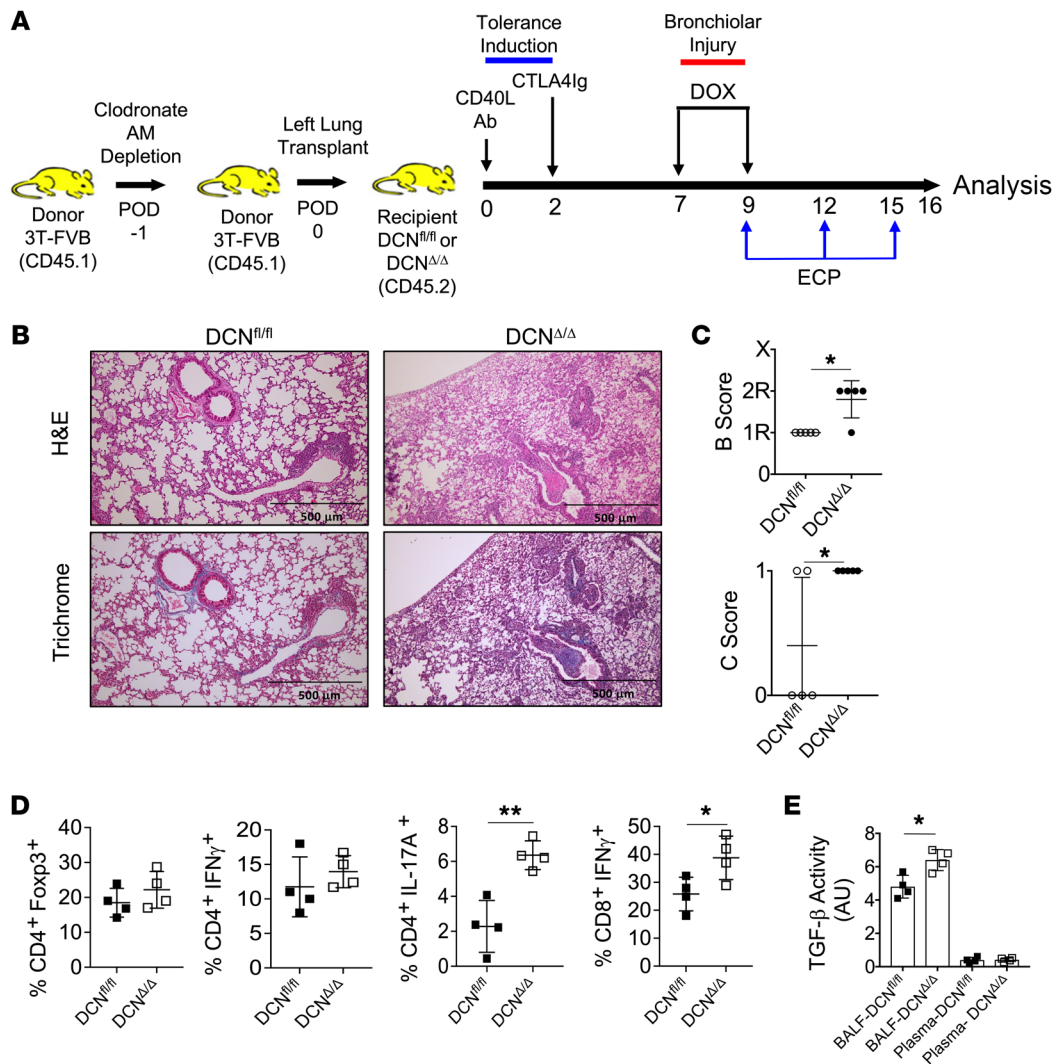 A
Tolerance
Induction
Bronchiolar
Injury
CTLA4Ig
CD40L
Ab
DOX
Clodronate
AM
Depletion
Left Lung
Transplant
POD
-1
POD
0
Donor
3T-FVB
(CD45.1)
Donor
3T-FVB
(CD45.1)
Recipient
DCNfl/fl or
DCNΔ/Δ
(CD45.2)
0 2 7 9 12 15 16
Analysis
ECP
B
DCNfl/fl DCNΔ/Δ
H&E
500 µm 500 µm
Trichrome
500 µm 500 µm
C
B Score
X
2R
1R
0
*
DCNfl/fl DCNΔ/Δ
C Score
1
0
*
DCNfl/fl DCNΔ/Δ
D
% CD4+ Foxp3+
40
30
20
10
0
DCNfl/fl DCNΔ/Δ
% CD4+ IFNγ+
20
15
10
5
0
DCNfl/fl DCNΔ/Δ
% CD4+ IL-17A +
8
6
4
2
0
**
DCNfl/fl DCNΔ/Δ
% CD8+ IFNγ+
50
40
30
20
10
0
*
DCNfl/fl DCNΔ/Δ
E
TGF-β Activity
(AU)
8
6
4
2
0
*
BALF-DCNfl/fl
BALF-DCNΔ/Δ
Plasma-DCNfl/fl
Plasma- DCNΔ/Δ